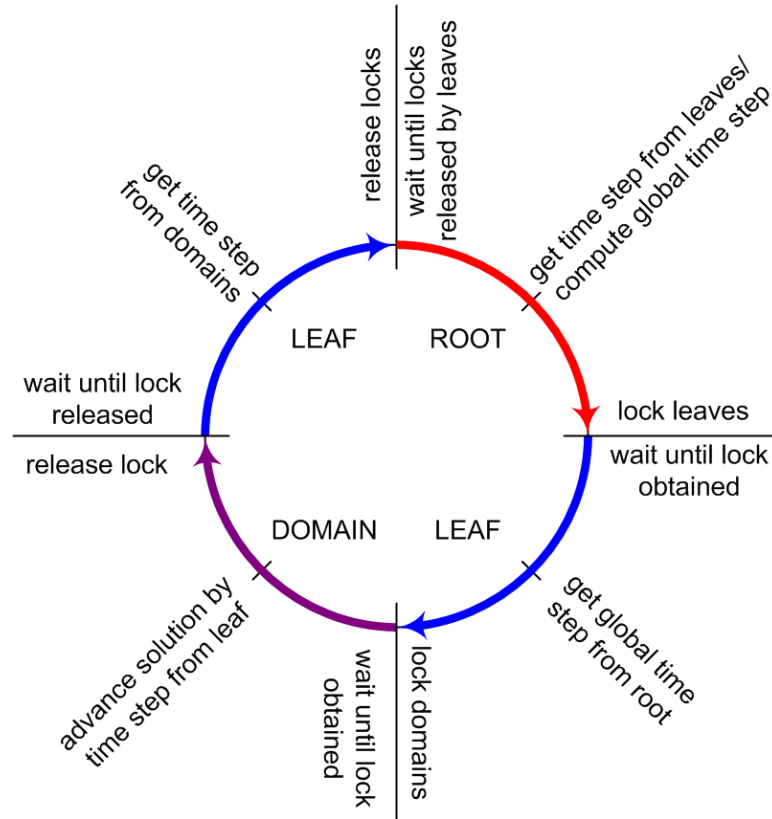 release locks
wait until locks
released by leaves
get time step from leaves/
compute global time step
get time step
from domains
LEAF
ROOT
wait until lock
released
lock leaves
release lock
wait until lock
obtained
DOMAIN
LEAF
advance solution by
time step from leaf
wait until lock
obtained
lock domains
get global time
step from root